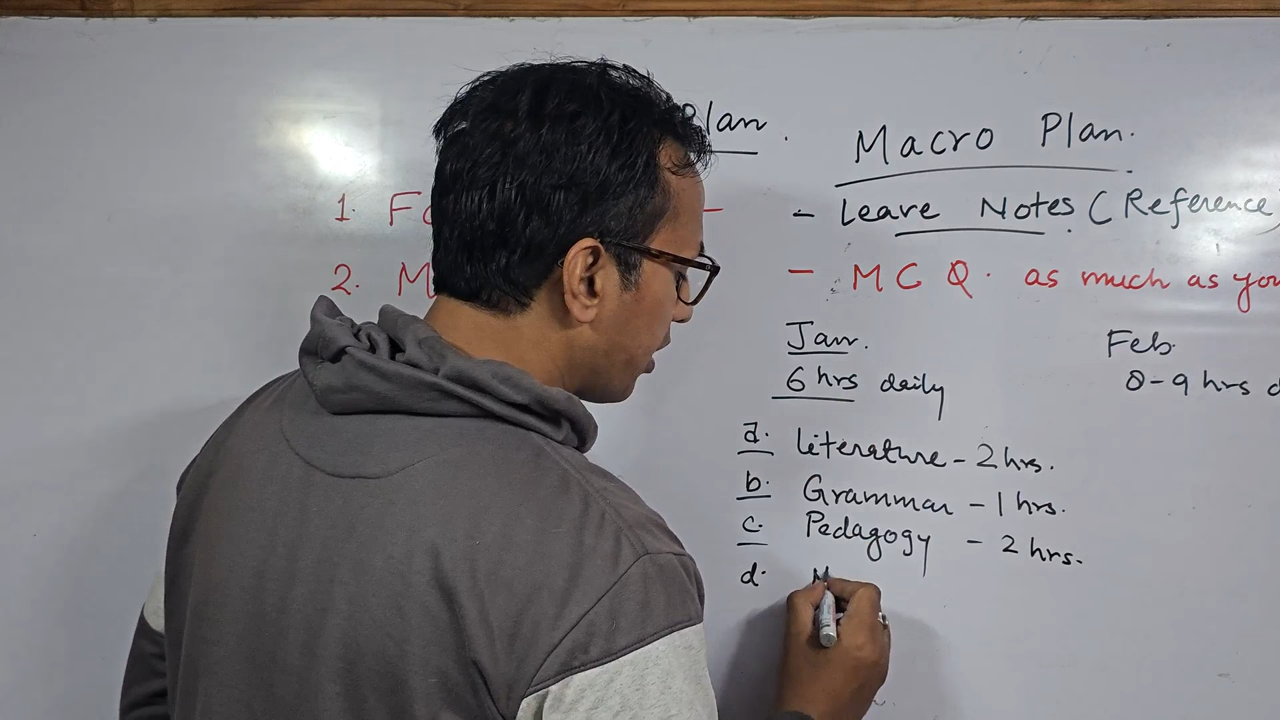 Plan.
Macro Plan.
1. -
- Leave Notes. (Reference)
2. M
- MCQ. as much as you
Jan.
6 hrs daily
Feb.
8-9 hrs d
a. Literature - 2 hrs.
b. Grammar - 1 hrs.
c. Pedagogy - 2 hrs.
d. M